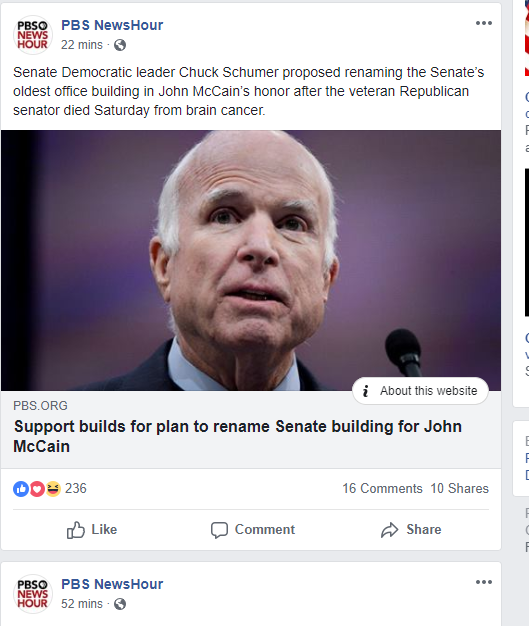 PBS
NEWS
HOUR
PBS NewsHour
22 mins ·
Senate Democratic leader Chuck Schumer proposed renaming the Senate's
oldest office building in John McCain's honor after the veteran Republican
senator died Saturday from brain cancer.
i About this website
PBS.ORG
Support builds for plan to rename Senate building for John
McCain
236
16 Comments 10 Shares
Like Comment Share
PBS
NEWS
HOUR
PBS NewsHour
52 mins ·